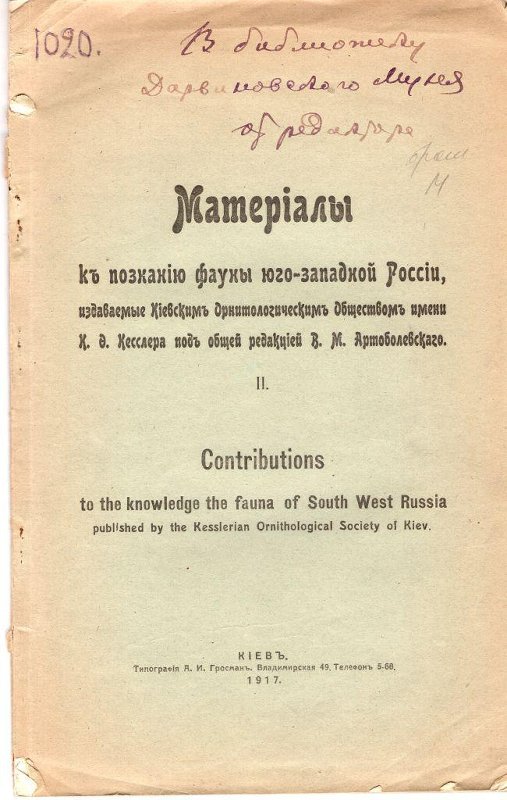 1020.
В библиотеку
Дарвиновского Музея
от редактора
Матеріалы
къ познанію фауны юго-западной Россіи,
издаваемые Кіевскимъ Орнитологическимъ Обществомъ имени
К. Ѳ. Кесслера подъ общей редакціей В. М. Артоболевскаго.
II.
Contributions
to the knowledge the fauna of South West Russia
published by the Kesslerian Ornithological Society of Kiev.
КІЕВЪ.
Типографія А. И. Гросман. Владимирская 49, Телефонъ 5-68.
1917.